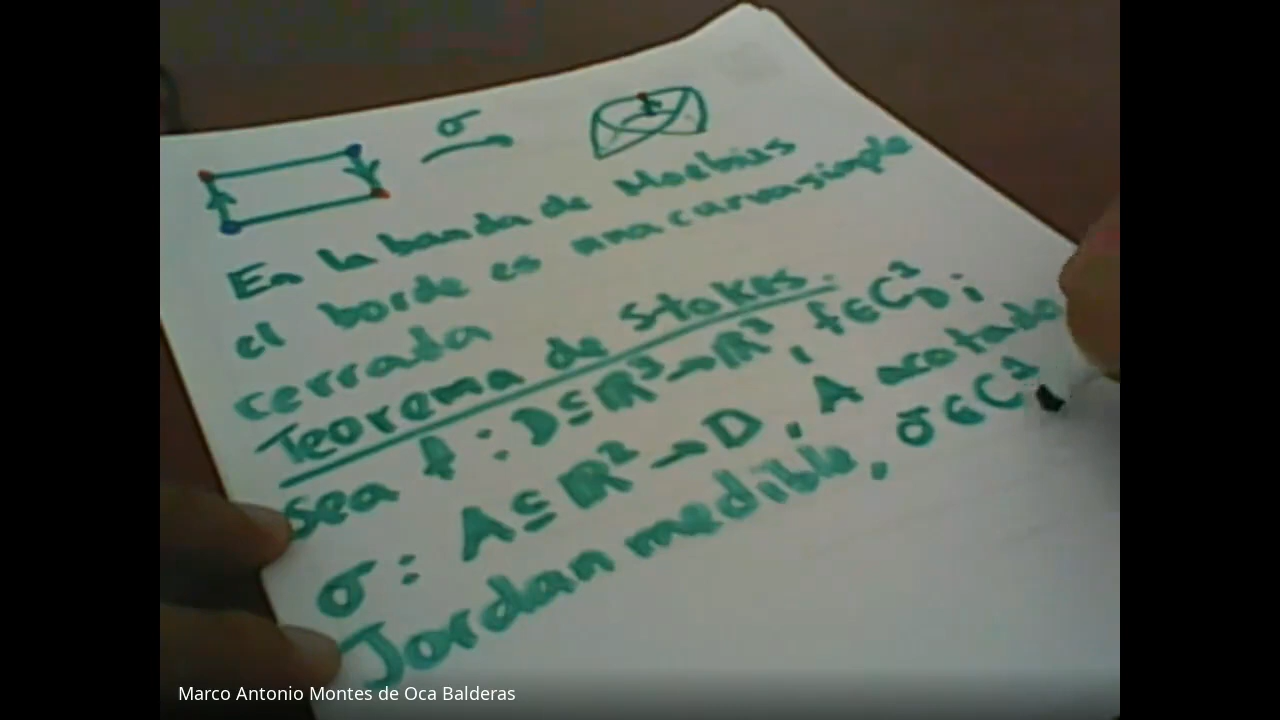 σ
En la banda de Moebius
el borde es una curva simple
cerrada
Teorema de Stokes.
sea f: D⊆ℝ³→ℝ³, f∈C¹_D;
σ: A⊆ℝ²→D, A acotado
Jordan medible, σ∈C¹
Marco Antonio Montes de Oca Balderas